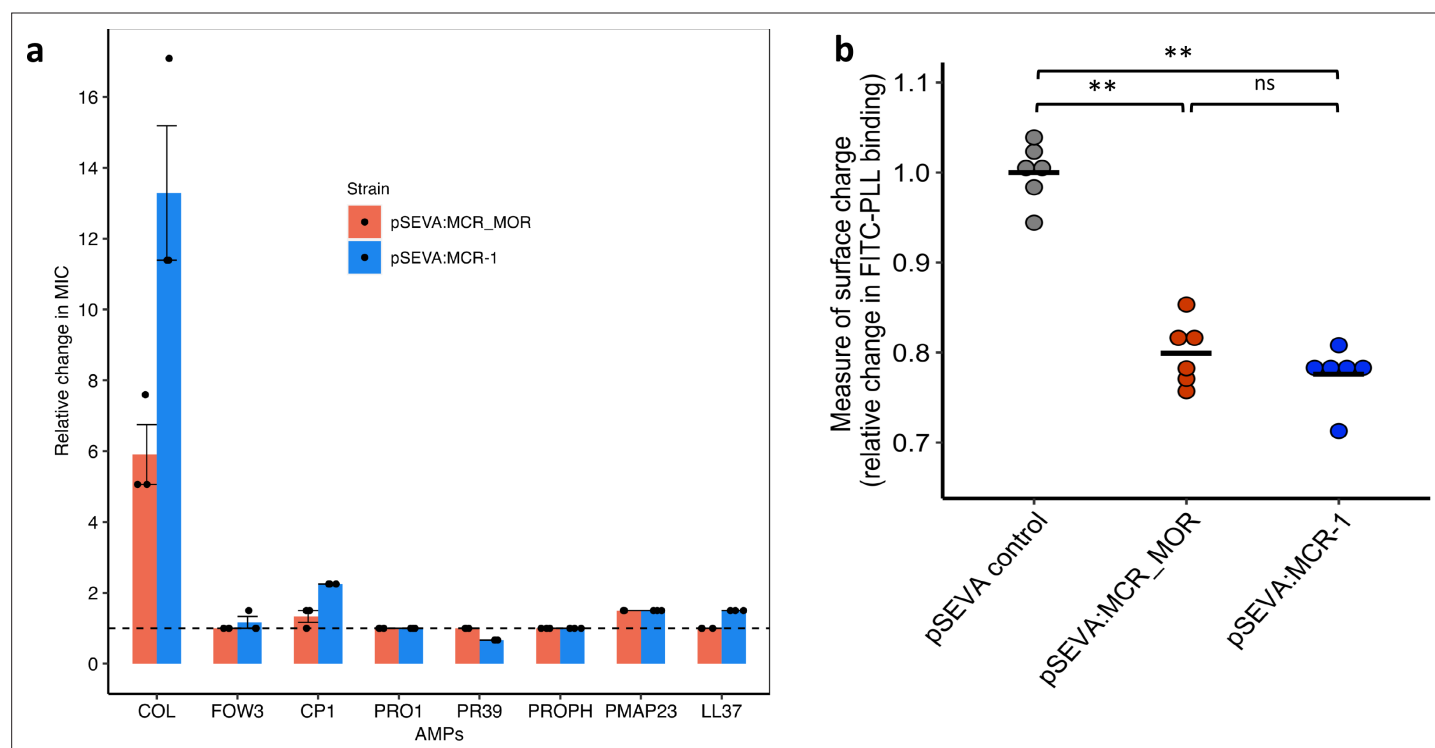 a
Relative change in MIC
16
14
12
10
8
6
4
2
0
Strain
pSEVA:MCR_MOR
pSEVA:MCR-1
COL FOW3 CP1 PRO1 PR39 PROPH PMAP23 LL37
AMPs
b
**
** ns
Measure of surface charge
(relative change in FITC-PLL binding)
1.1
1.0
0.9
0.8
0.7
pSEVA control
pSEVA:MCR_MOR
pSEVA:MCR-1